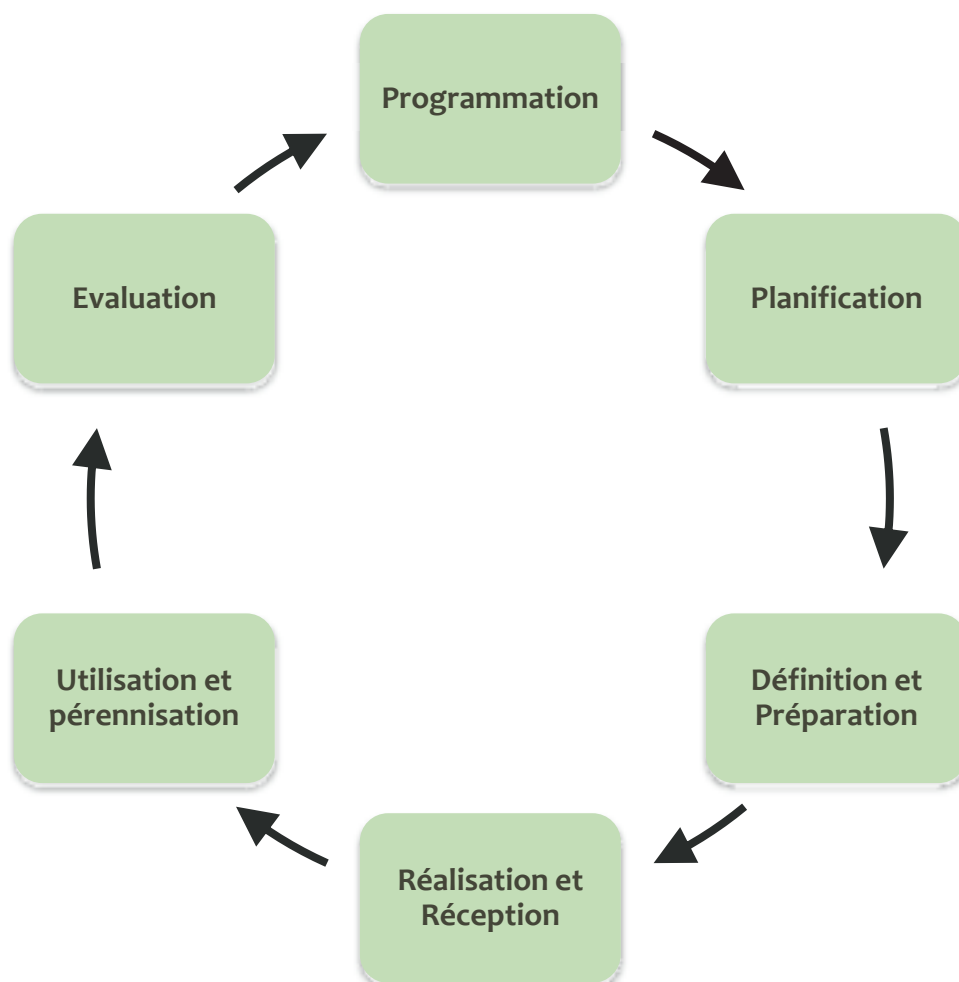 Programmation
Planification
Définition et
Préparation
Réalisation et
Réception
Utilisation et
pérennisation
Evaluation